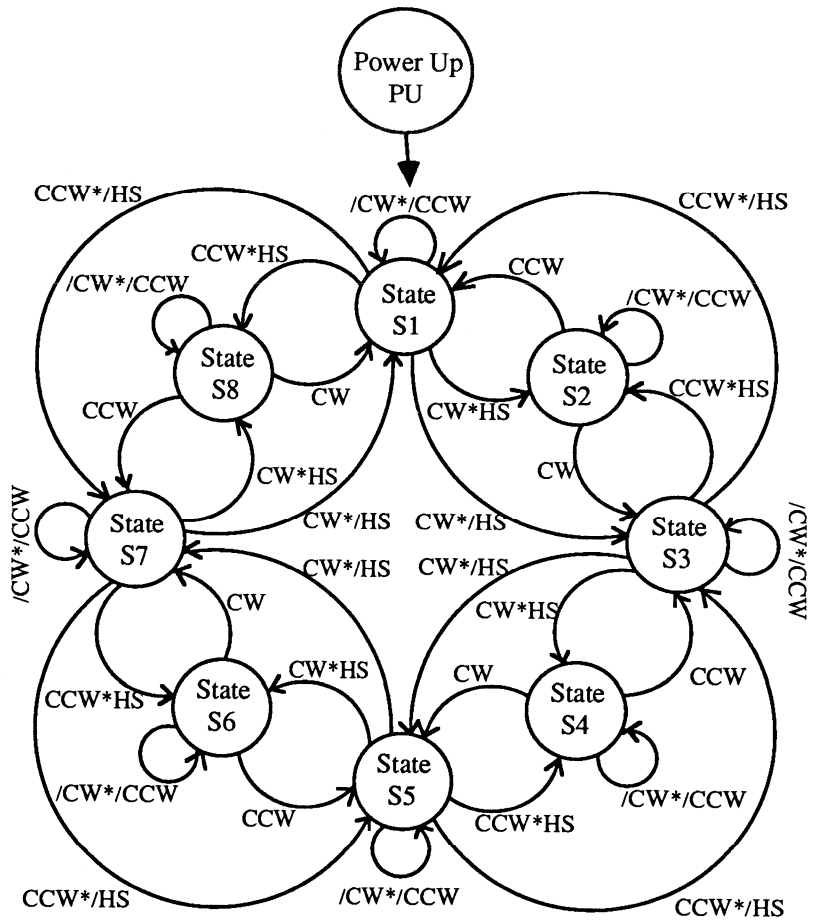 Power Up
PU
CCW*/HS
/CW*/CCW
CCW*/HS
CCW*HS
CCW
/CW*/CCW
/CW*/CCW
State
S1
State
S8
State
S2
CW
CW*HS
CCW*HS
CCW
CW*HS
CW
/CW*/CCW
State
S7
CW*/HS
CW*/HS
State
S3
/CW*/CCW
CW*/HS
CW*/HS
CW
CW*HS
CCW*HS
State
S6
CW*HS
CW
State
S4
CCW
/CW*/CCW
CCW
State
S5
CCW*HS
/CW*/CCW
CCW*/HS
/CW*/CCW
CCW*/HS